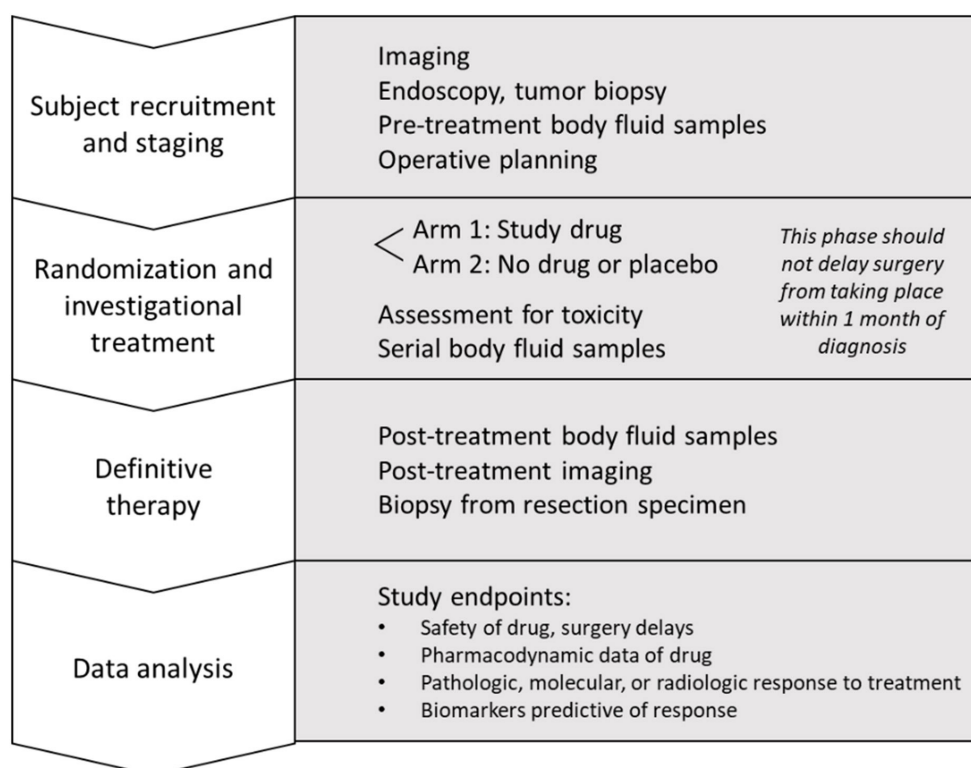 Subject recruitment
and staging
Imaging
Endoscopy, tumor biopsy
Pre-treatment body fluid samples
Operative planning
Randomization and
investigational
treatment
Arm 1: Study drug
Arm 2: No drug or placebo
Assessment for toxicity
Serial body fluid samples
This phase should
not delay surgery
from taking place
within 1 month of
diagnosis
Definitive
therapy
Post-treatment body fluid samples
Post-treatment imaging
Biopsy from resection specimen
Data analysis
Study endpoints:
• Safety of drug, surgery delays
• Pharmacodynamic data of drug
• Pathologic, molecular, or radiologic response to treatment
• Biomarkers predictive of response